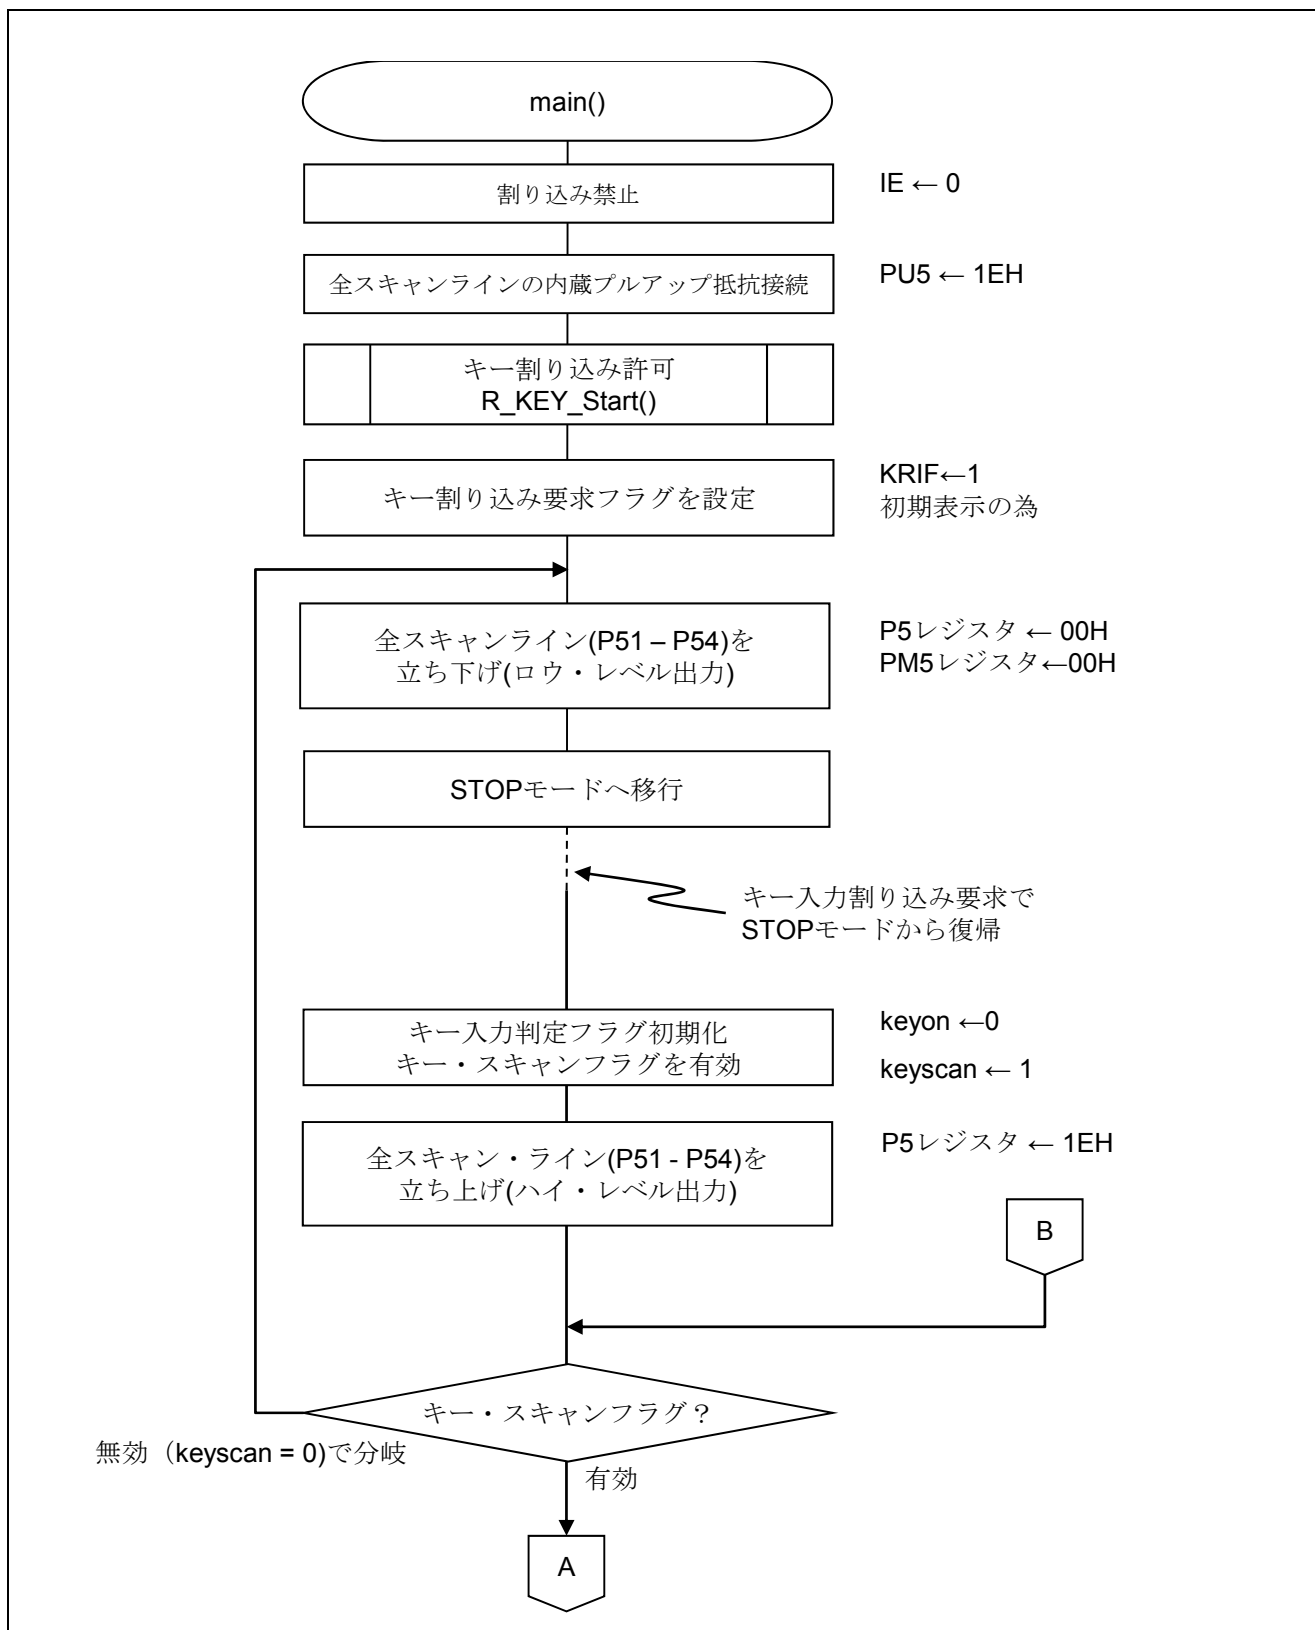 main()
割り込み禁止
IE ← 0
全スキャンラインの内蔵プルアップ抵抗接続
PU5 ← 1EH
キー割り込み許可
R_KEY_Start()
キー割り込み要求フラグを設定
KRIF←1
初期表示の為
全スキャンライン(P51 – P54)を
立ち下げ(ロウ・レベル出力)
P5レジスタ ← 00H
PM5レジスタ←00H
STOPモードへ移行
キー入力割り込み要求で
STOPモードから復帰
キー入力判定フラグ初期化
キー・スキャンフラグを有効
keyon ←0
keyscan ← 1
全スキャン・ライン(P51 - P54)を
立ち上げ(ハイ・レベル出力)
P5レジスタ ← 1EH
B
キー・スキャンフラグ？
無効（keyscan = 0)で分岐
有効
A